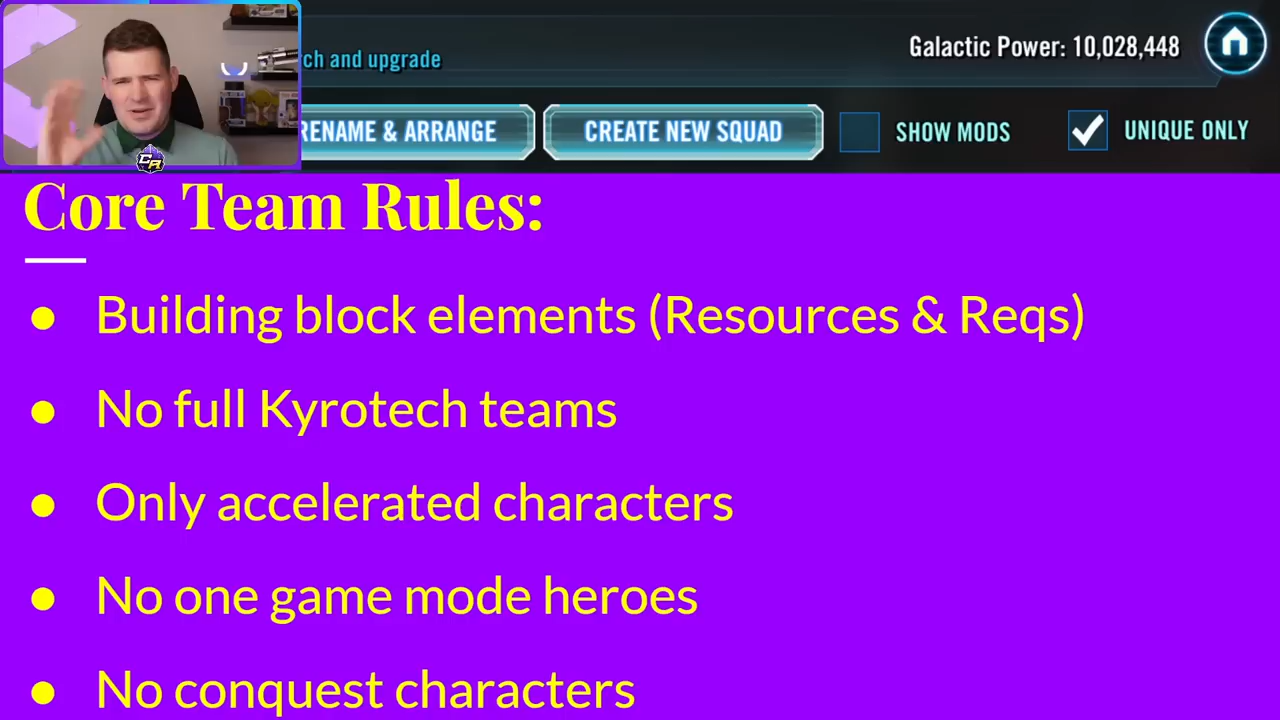 ch and upgrade
Galactic Power: 10,028,448
RENAME & ARRANGE
CREATE NEW SQUAD
SHOW MODS
UNIQUE ONLY
CA
Core Team Rules:
● Building block elements (Resources & Reqs)
● No full Kyrotech teams
● Only accelerated characters
● No one game mode heroes
● No conquest characters